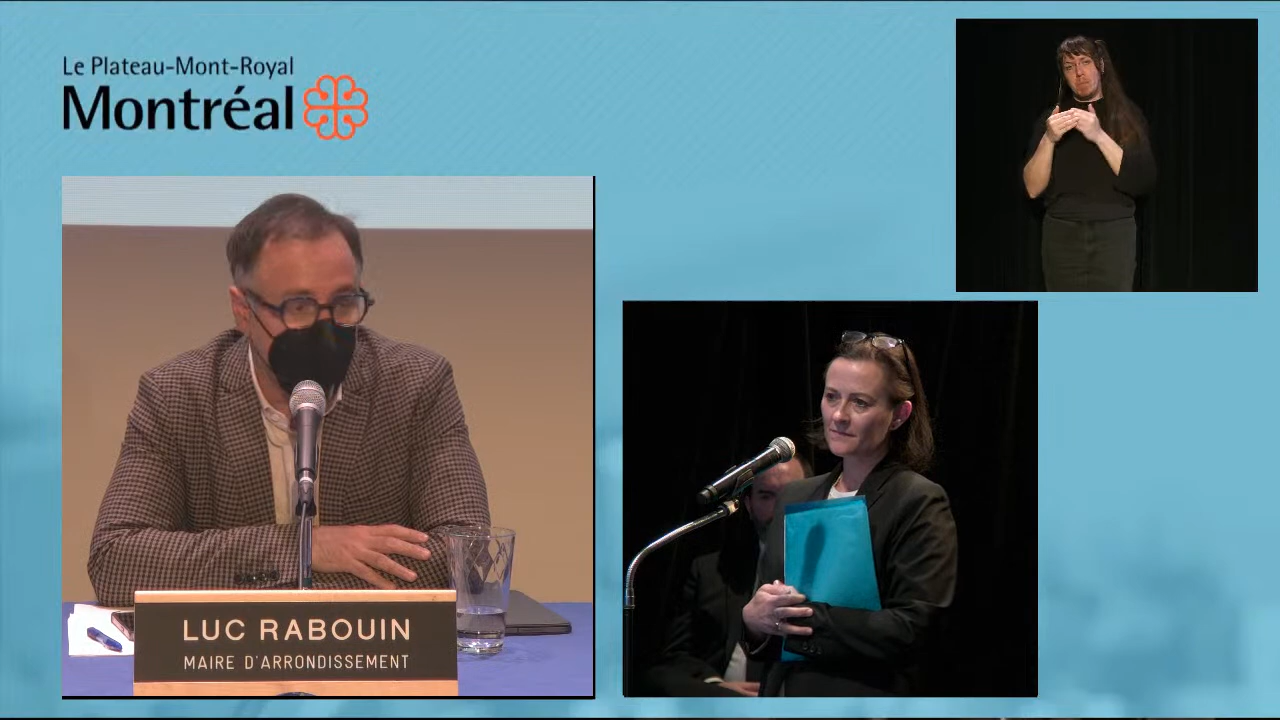 Le Plateau-Mont-Royal
Montréal
LUC RABOUIN
MAIRE D'ARRONDISSEMENT